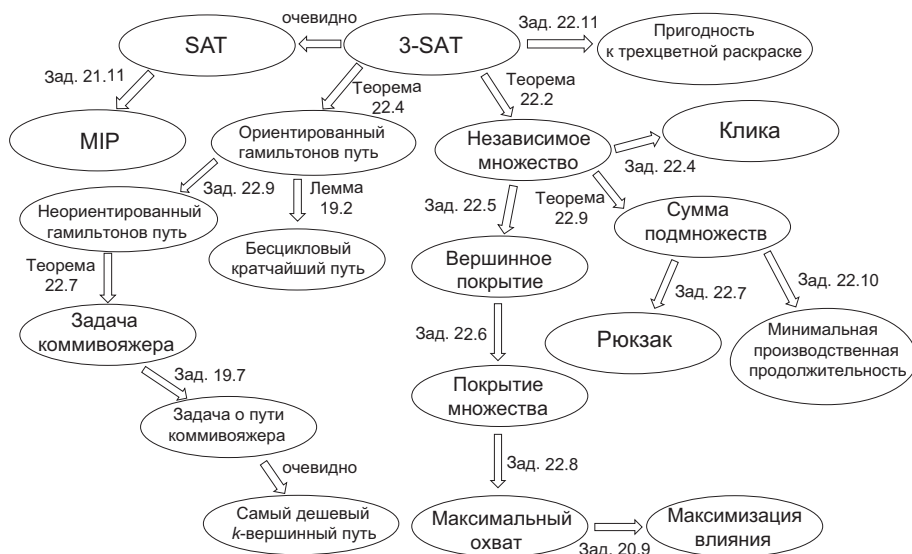 очевидно
SAT
3-SAT
Зад. 22.11
Пригодность
к трехцветной раскраске
Зад. 21.11
Теорема
22.4
Теорема
22.2
MIP
Ориентированный
гамильтонов путь
Независимое
множество
Клика
Зад. 22.4
Зад. 22.9
Лемма
19.2
Зад. 22.5
Теорема
22.9
Неориентированный
гамильтонов путь
Сумма
подмножеств
Бесцикловый
кратчайший путь
Вершинное
покрытие
Теорема
22.7
Зад. 22.7
Зад. 22.10
Задача
коммивояжера
Зад. 22.6
Рюкзак
Минимальная
производственная
продолжительность
Зад. 19.7
Покрытие
множества
Задача о пути
коммивояжера
очевидно
Зад. 22.8
Самый дешевый
k-вершинный путь
Максимальный
охват
Зад. 20.9
Максимизация
влияния